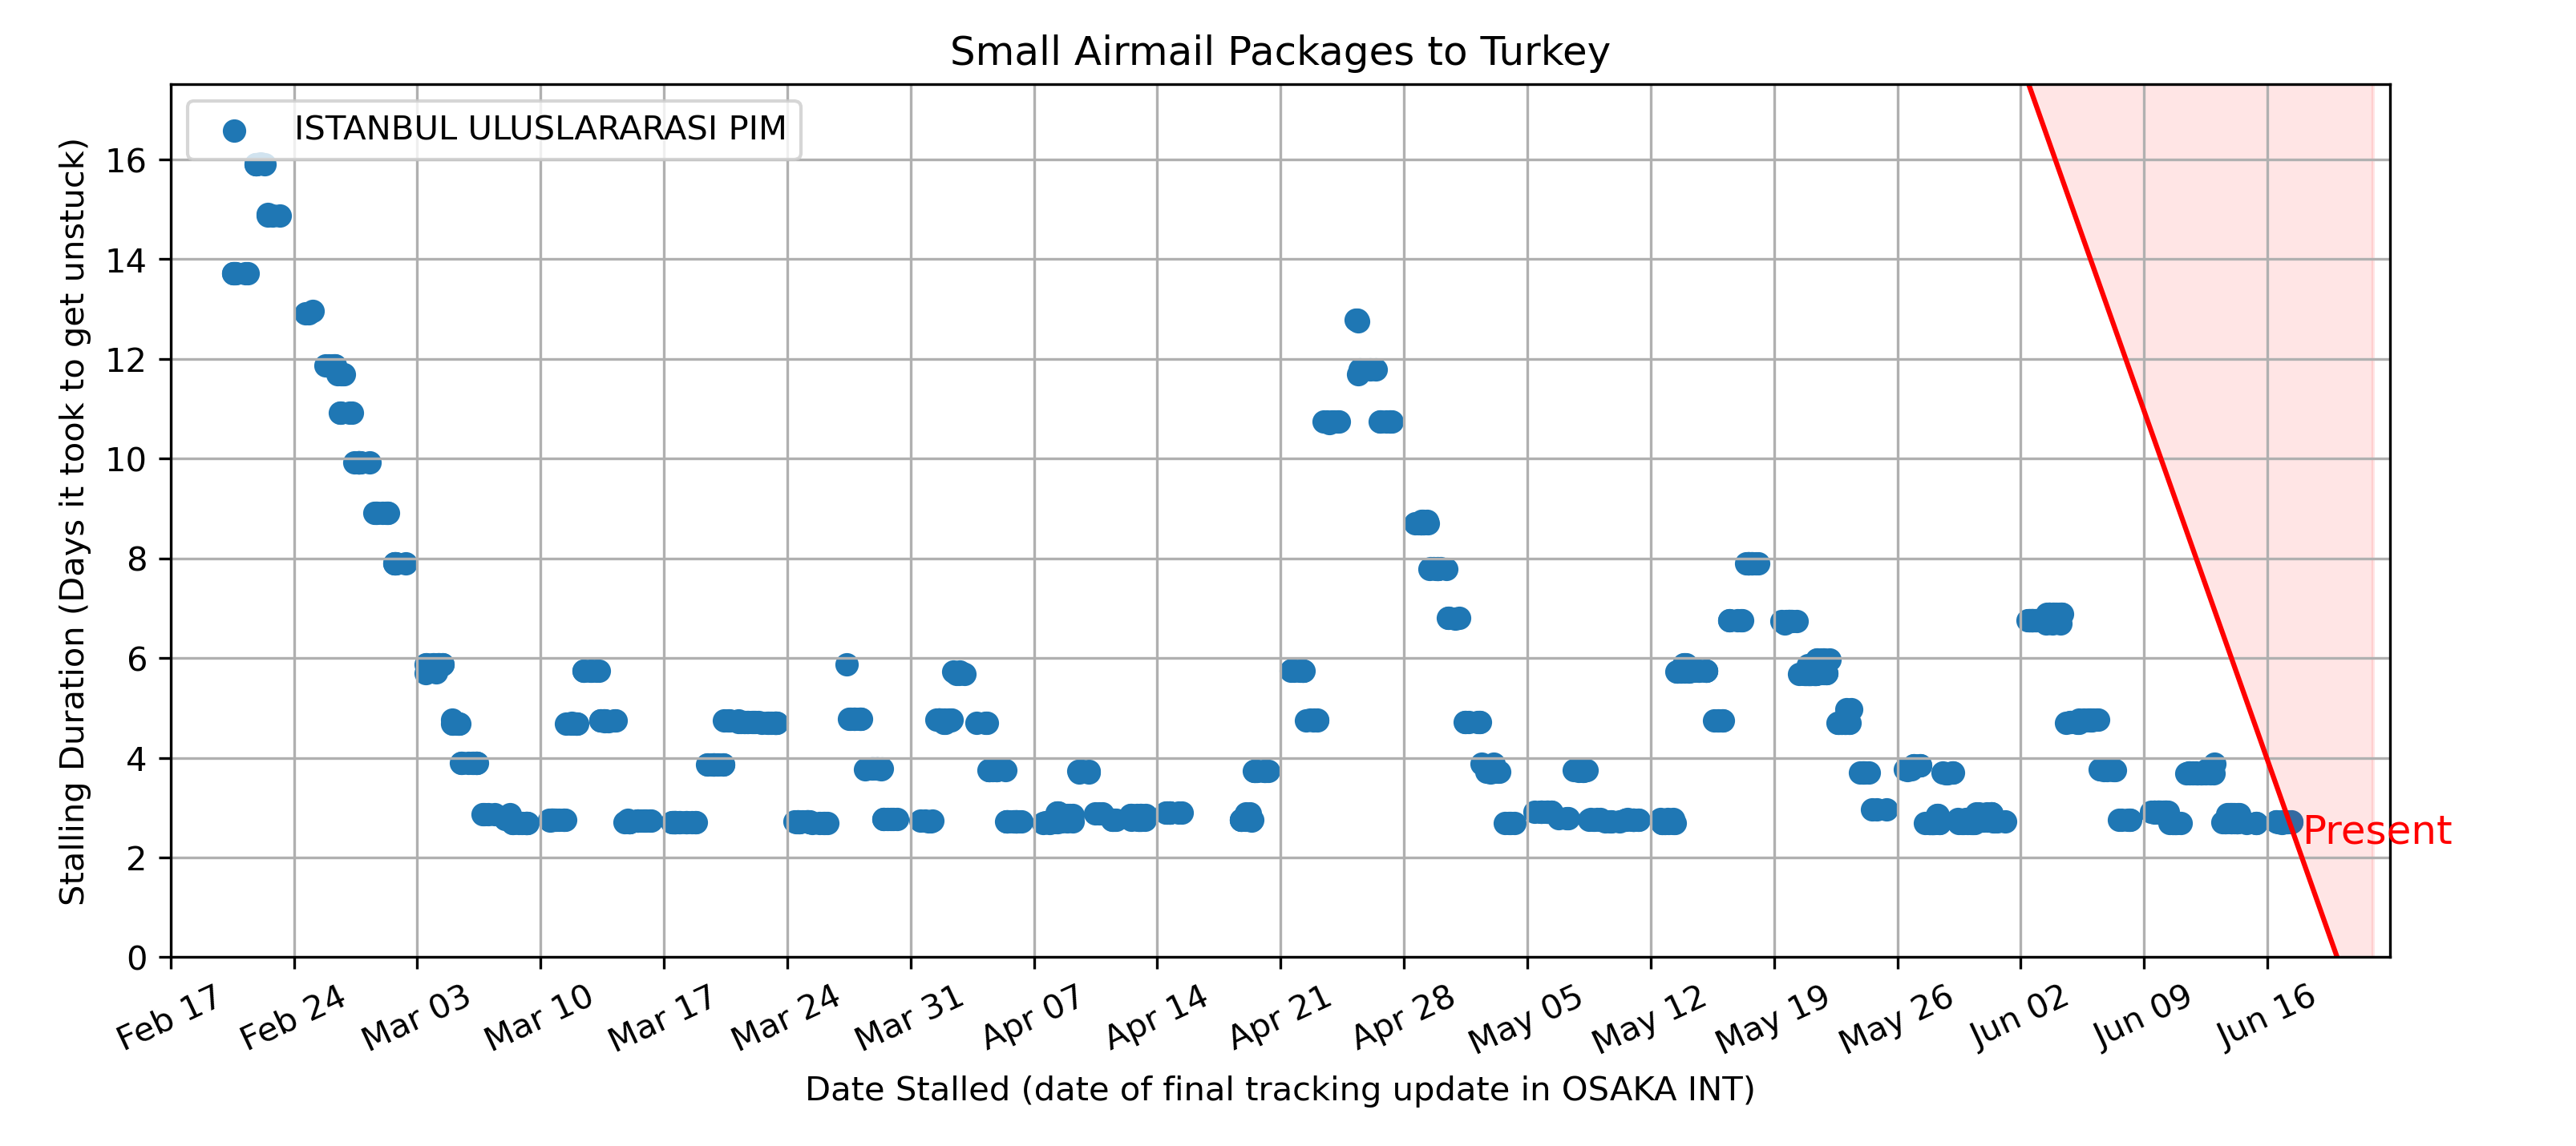 Small Airmail Packages to Turkey
ISTANBUL ULUSLARARASI PIM
Stalling Duration (Days it took to get unstuck)
16
14
12
10
8
6
4
2
0
Present
Feb 17 Feb 24 Mar 03 Mar 10 Mar 17 Mar 24 Mar 31 Apr 07 Apr 14 Apr 21 Apr 28 May 05 May 12 May 19 May 26 Jun 02 Jun 09 Jun 16
Date Stalled (date of final tracking update in OSAKA INT)